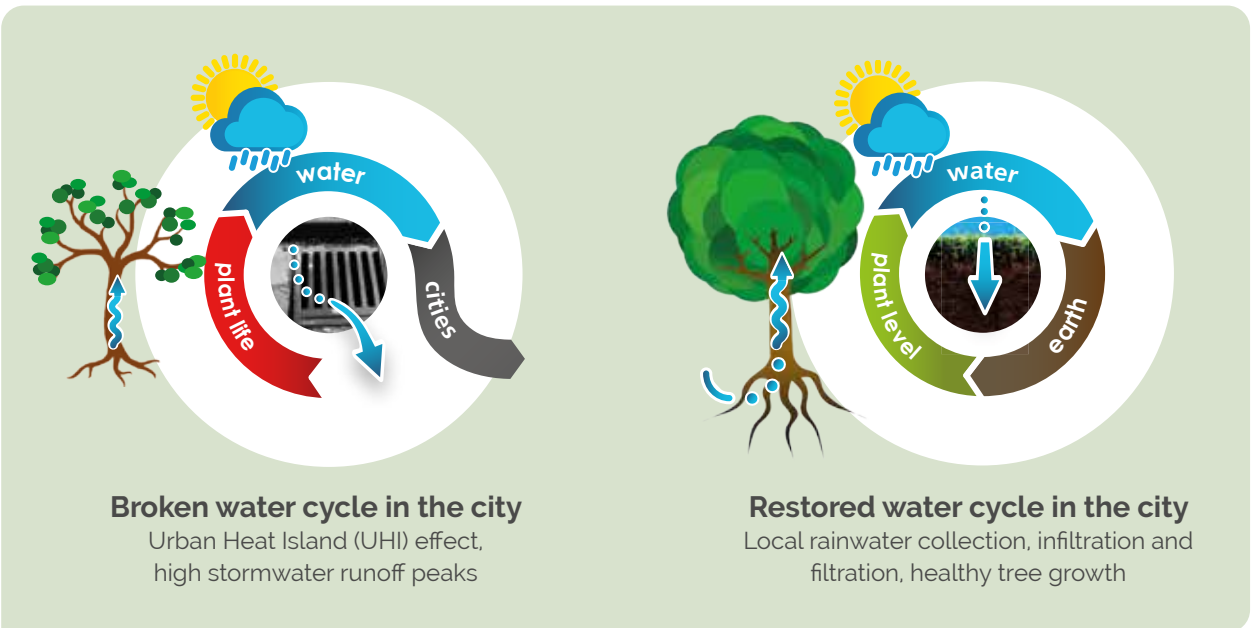 water
plant life
cities
Broken water cycle in the city
Urban Heat Island (UHI) effect,
high stormwater runoff peaks
water
plant level
earth
Restored water cycle in the city
Local rainwater collection, infiltration and
filtration, healthy tree growth